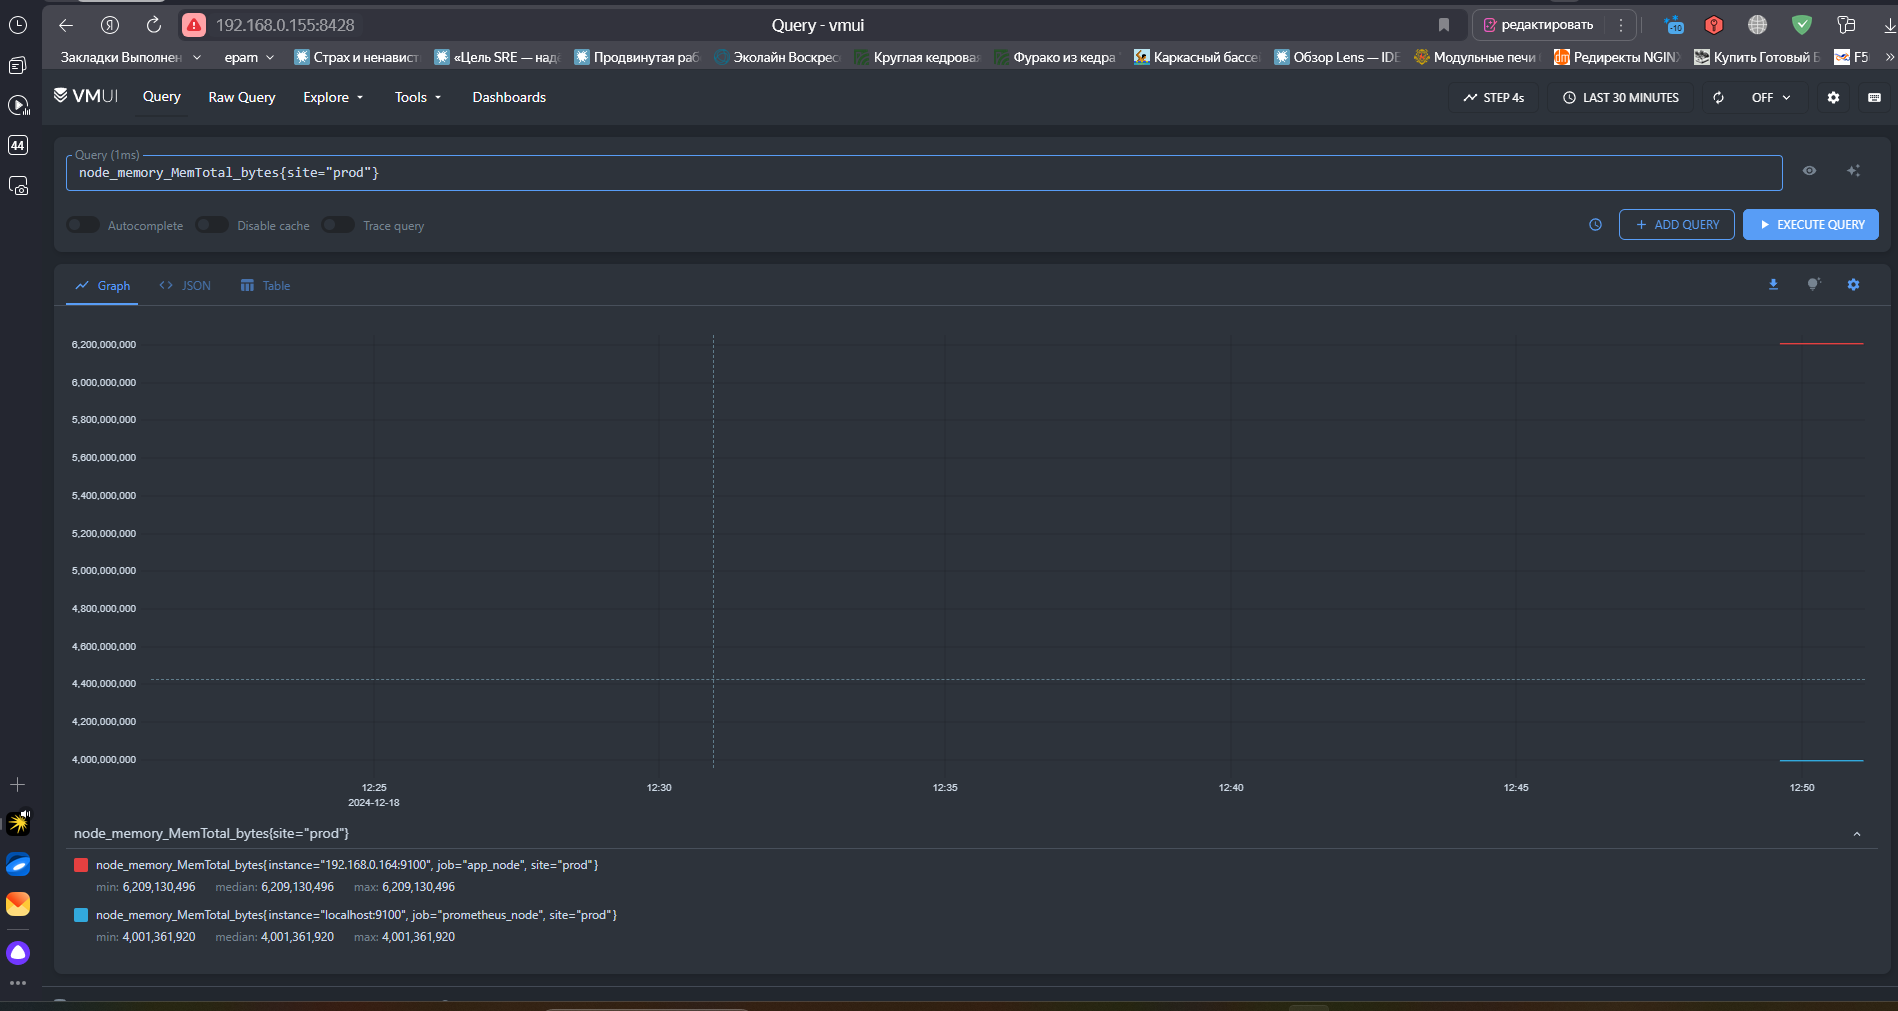 192.168.0.155:8428
Query - vmui
редактировать
-10
Закладки Выполнен
epam
Страх и ненавист
«Цель SRE — над
Продвинутая раб
Эколайн Воскрес
Круглая кедрова
Фурако из кедра
Каркасный бассе
Обзор Lens — IDE
Модульные печи
Редиректы NGIN
Купить Готовый Б
F5
»
44
VMUI
Query
Raw Query
Explore
Tools
Dashboards
STEP 4s
LAST 30 MINUTES
OFF
Query (1ms)
node_memory_MemTotal_bytes{site="prod"}
Autocomplete
Disable cache
Trace query
+ ADD QUERY
EXECUTE QUERY
Graph
JSON
Table
6,200,000,000
6,000,000,000
5,800,000,000
5,600,000,000
5,400,000,000
5,200,000,000
5,000,000,000
4,800,000,000
4,600,000,000
4,400,000,000
4,200,000,000
4,000,000,000
12:25
2024-12-18
12:30
12:35
12:40
12:45
12:50
node_memory_MemTotal_bytes{site="prod"}
node_memory_MemTotal_bytes{instance="192.168.0.164:9100", job="app_node", site="prod"}
min: 6,209,130,496 median: 6,209,130,496 max: 6,209,130,496
node_memory_MemTotal_bytes{instance="localhost:9100", job="prometheus_node", site="prod"}
min: 4,001,361,920 median: 4,001,361,920 max: 4,001,361,920